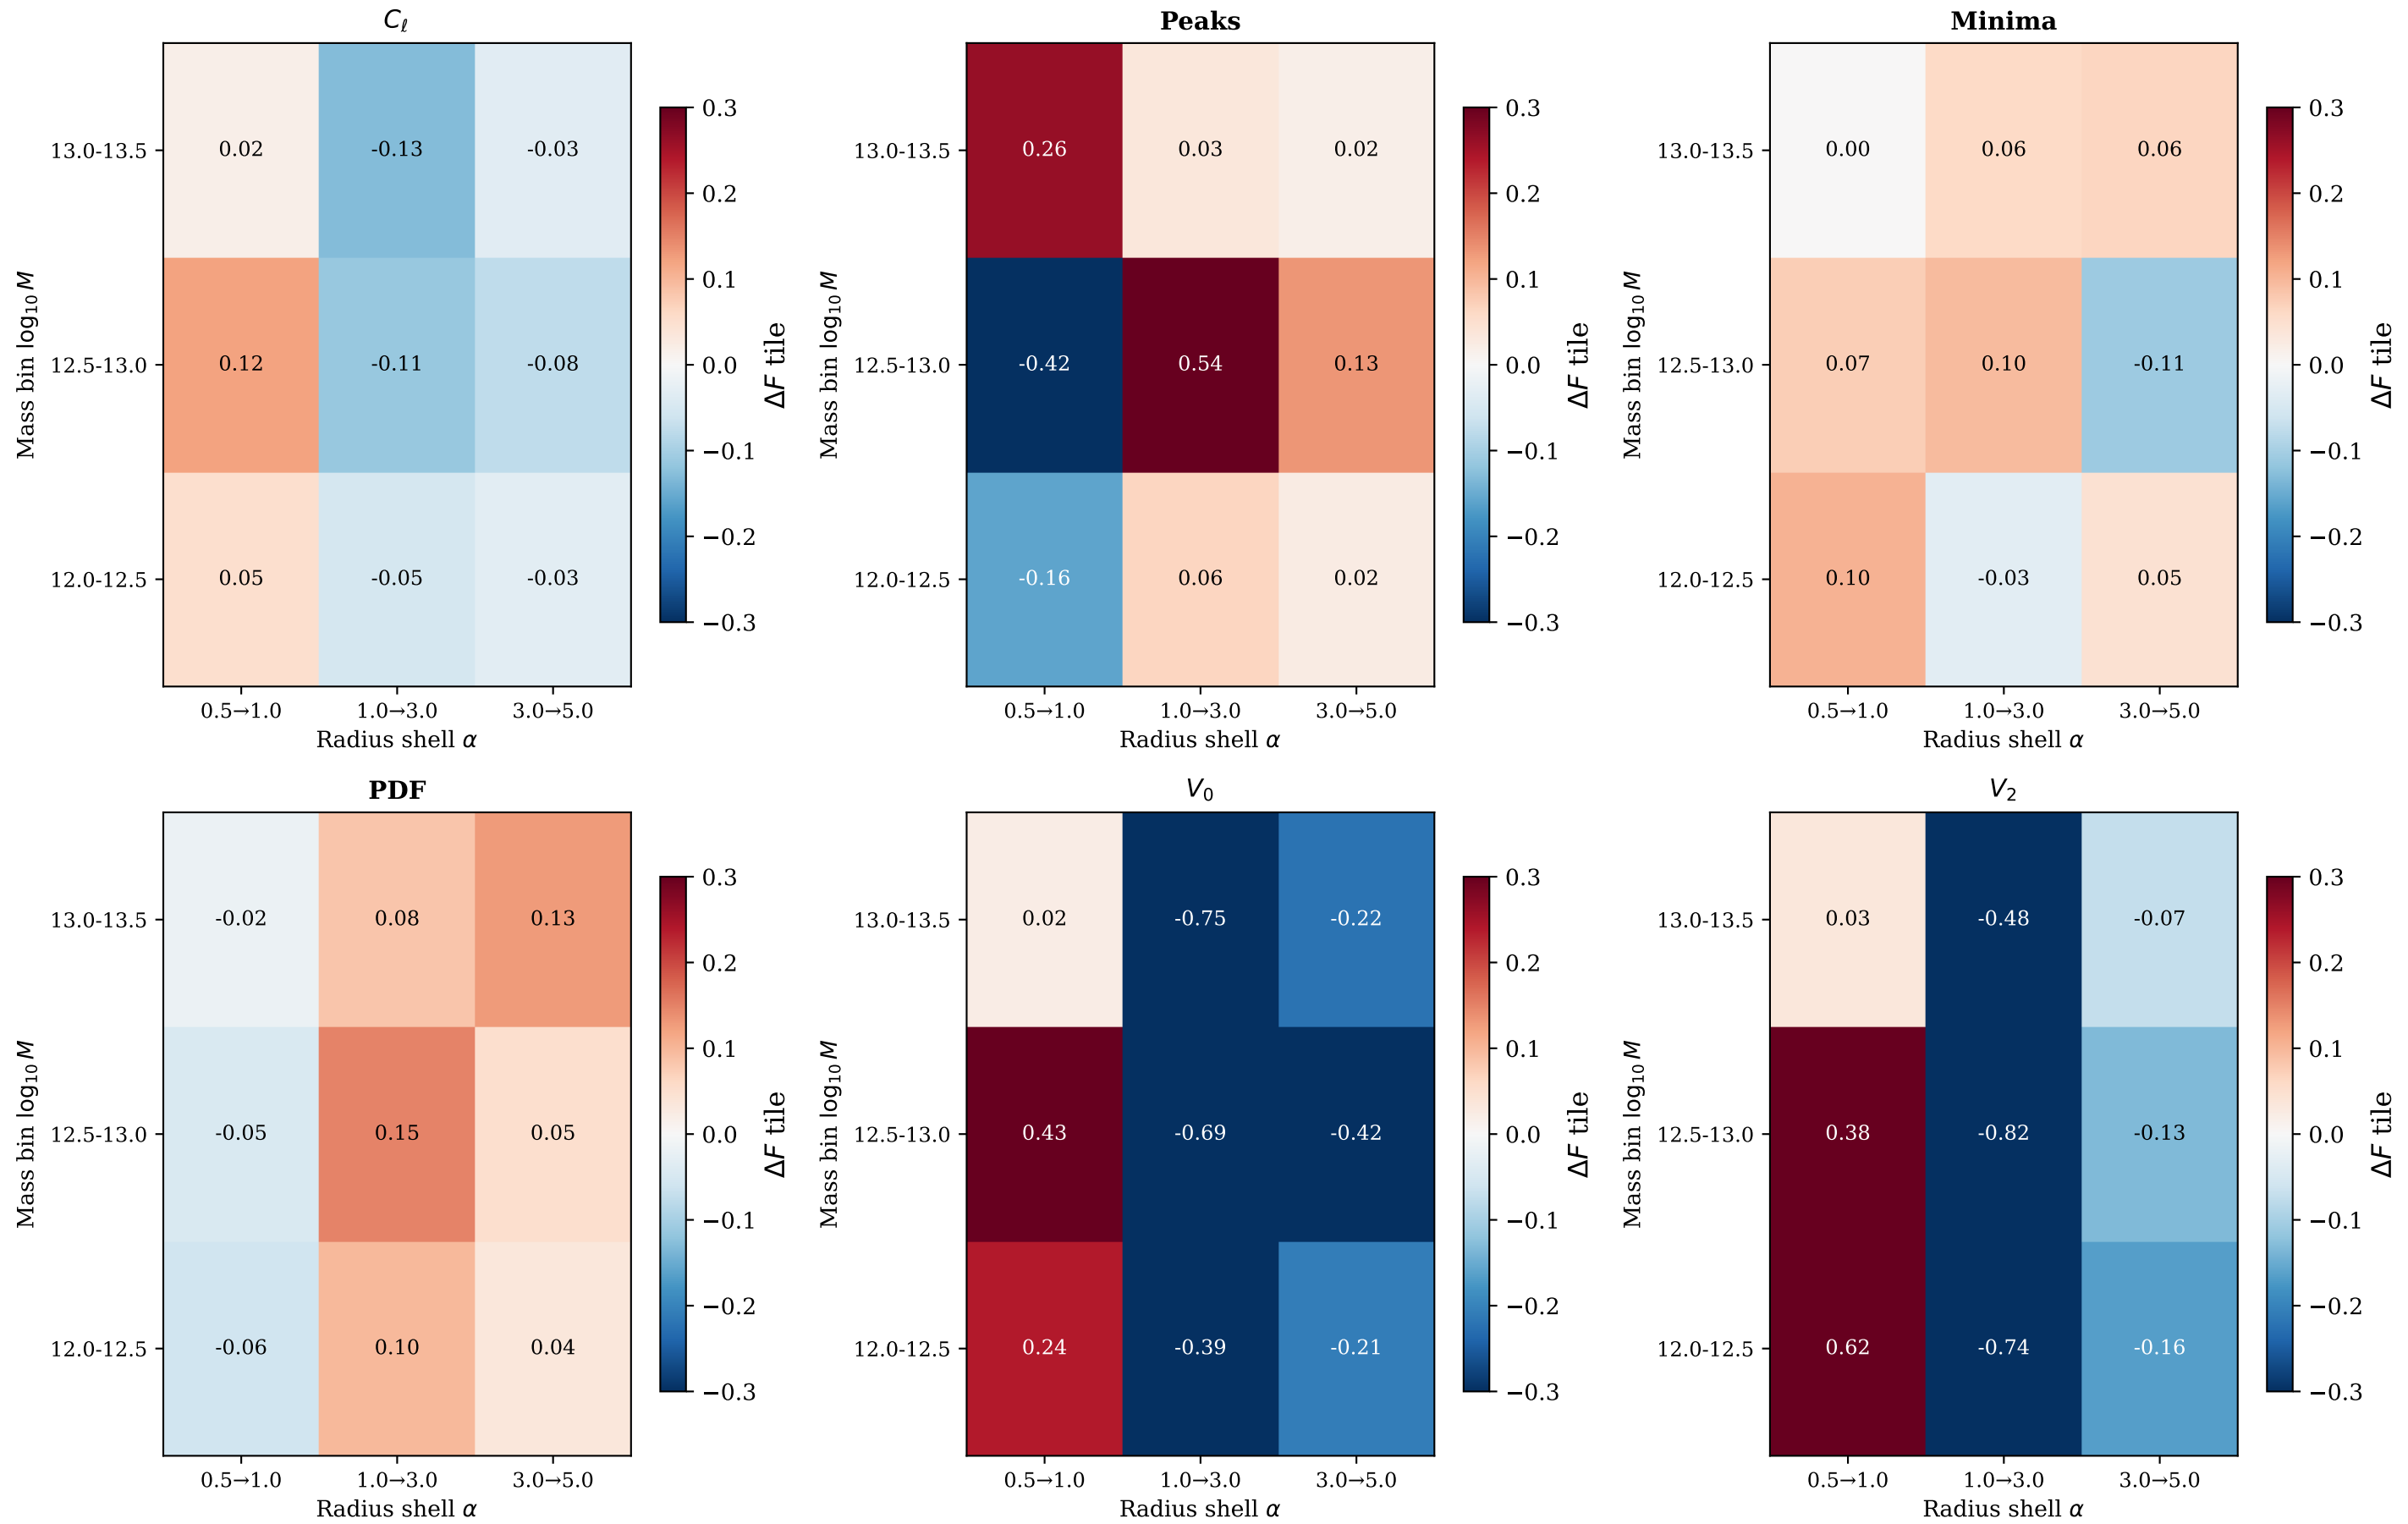 Cℓ
Mass bin log₁₀ M
13.0-13.5
12.5-13.0
12.0-12.5
0.02 -0.13 -0.03
0.12 -0.11 -0.08
0.05 -0.05 -0.03
0.5→1.0 1.0→3.0 3.0→5.0
Radius shell α
0.3
0.2
0.1
0.0
−0.1
−0.2
−0.3
ΔF tile
Peaks
Mass bin log₁₀ M
13.0-13.5
12.5-13.0
12.0-12.5
0.26 0.03 0.02
-0.42 0.54 0.13
-0.16 0.06 0.02
0.5→1.0 1.0→3.0 3.0→5.0
Radius shell α
0.3
0.2
0.1
0.0
−0.1
−0.2
−0.3
ΔF tile
Minima
Mass bin log₁₀ M
13.0-13.5
12.5-13.0
12.0-12.5
0.00 0.06 0.06
0.07 0.10 -0.11
0.10 -0.03 0.05
0.5→1.0 1.0→3.0 3.0→5.0
Radius shell α
0.3
0.2
0.1
0.0
−0.1
−0.2
−0.3
ΔF tile
PDF
Mass bin log₁₀ M
13.0-13.5
12.5-13.0
12.0-12.5
-0.02 0.08 0.13
-0.05 0.15 0.05
-0.06 0.10 0.04
0.5→1.0 1.0→3.0 3.0→5.0
Radius shell α
0.3
0.2
0.1
0.0
−0.1
−0.2
−0.3
ΔF tile
V₀
Mass bin log₁₀ M
13.0-13.5
12.5-13.0
12.0-12.5
0.02 -0.75 -0.22
0.43 -0.69 -0.42
0.24 -0.39 -0.21
0.5→1.0 1.0→3.0 3.0→5.0
Radius shell α
0.3
0.2
0.1
0.0
−0.1
−0.2
−0.3
ΔF tile
V₂
Mass bin log₁₀ M
13.0-13.5
12.5-13.0
12.0-12.5
0.03 -0.48 -0.07
0.38 -0.82 -0.13
0.62 -0.74 -0.16
0.5→1.0 1.0→3.0 3.0→5.0
Radius shell α
0.3
0.2
0.1
0.0
−0.1
−0.2
−0.3
ΔF tile